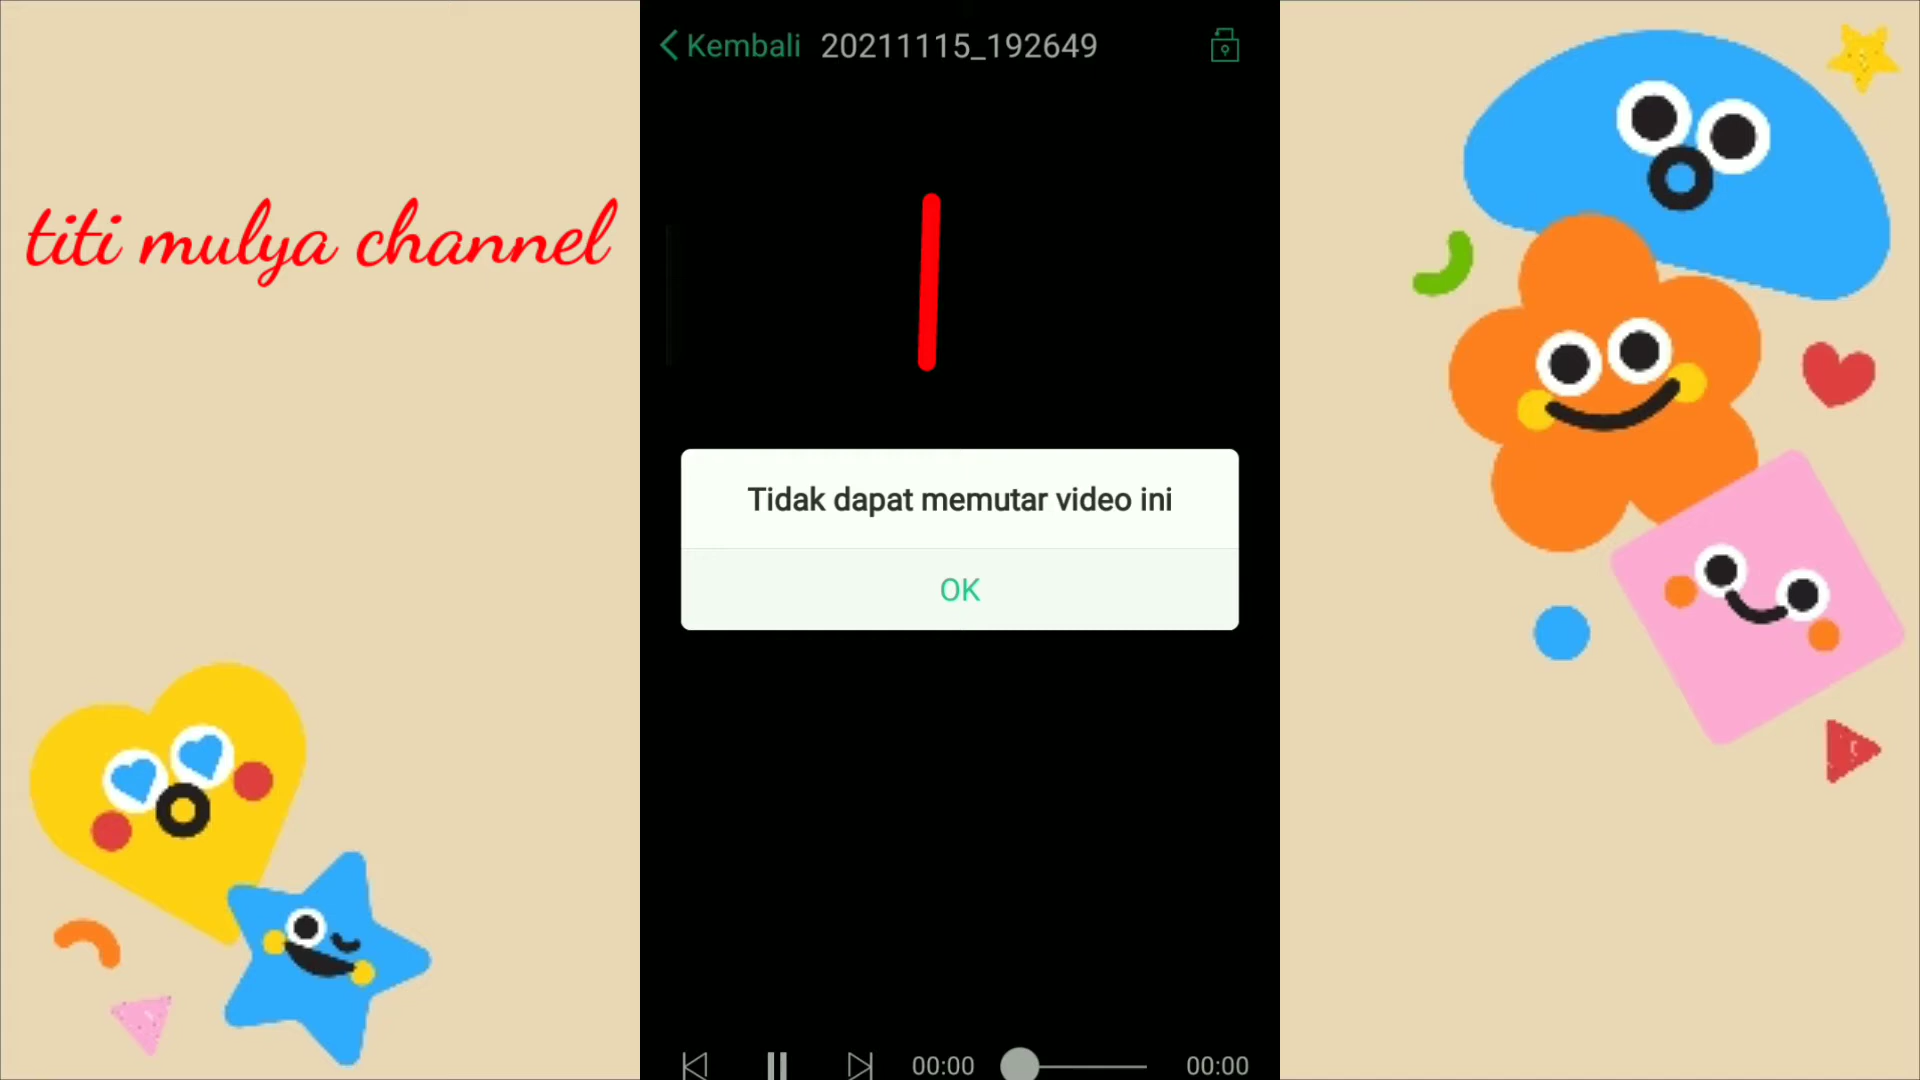 Kembali 20211115_192649
titi mulya channel
Tidak dapat memutar video ini
OK
00:00 00:00